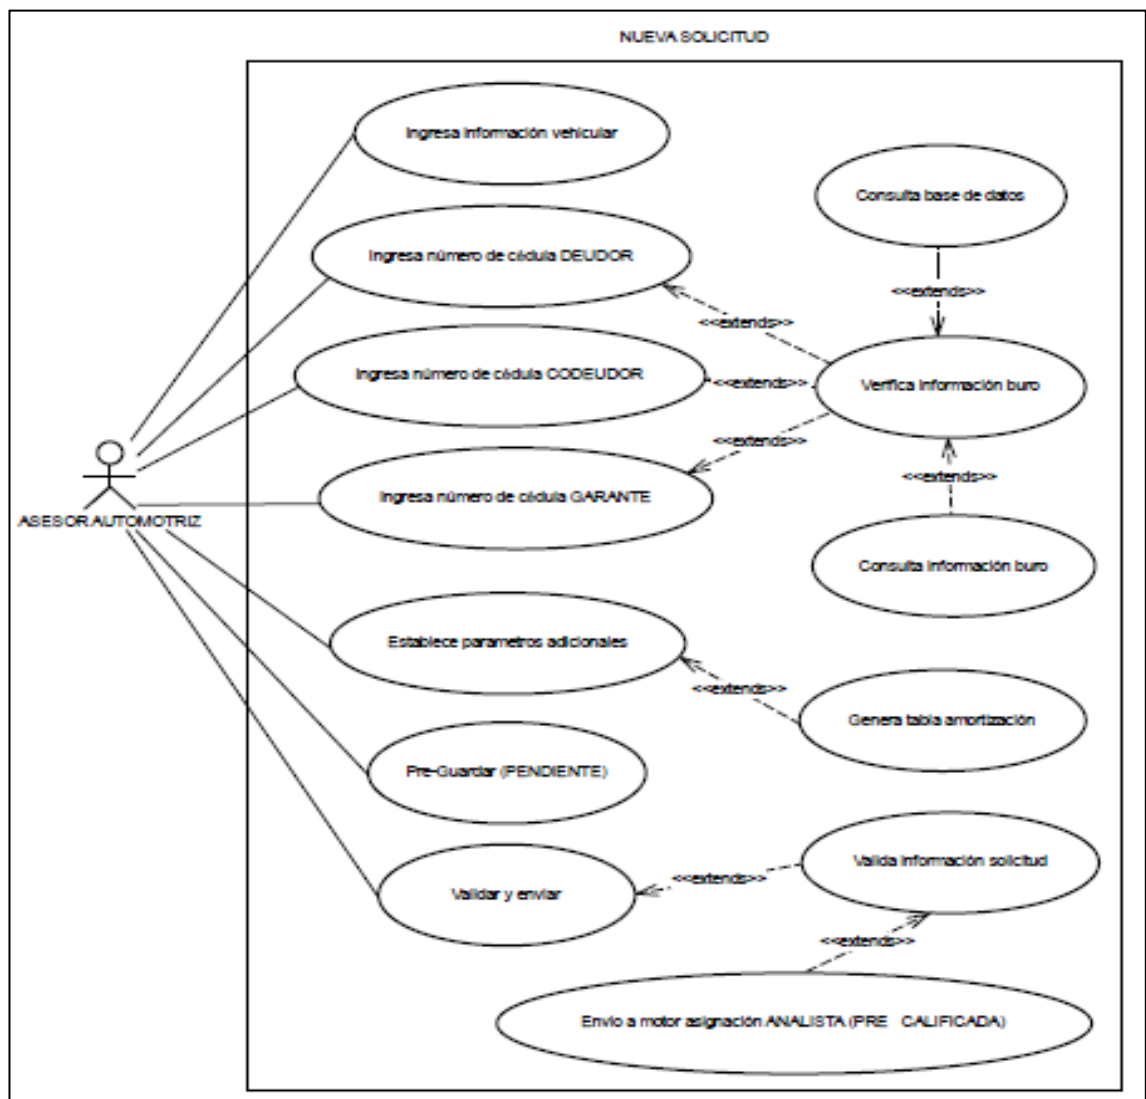 NUEVA SOLICITUD
Ingresa información vehicular
Consulta base de datos
Ingresa número de cédula DEUDOR
<<extends>>
<<extends>>
Ingresa número de cédula CODEUDOR
<<extends>>
Verifica información buro
<<extends>>
<<extends>>
Ingresa número de cédula GARANTE
ASESOR AUTOMOTRIZ
Consulta información buro
Establece parametros adicionales
<<extends>>
Genera tabla amortización
Pre-Guardar (PENDIENTE)
Valida información solicitud
<<extends>>
Validar y enviar
<<extends>>
Envio a motor asignación ANALISTA (PRE CALIFICADA)